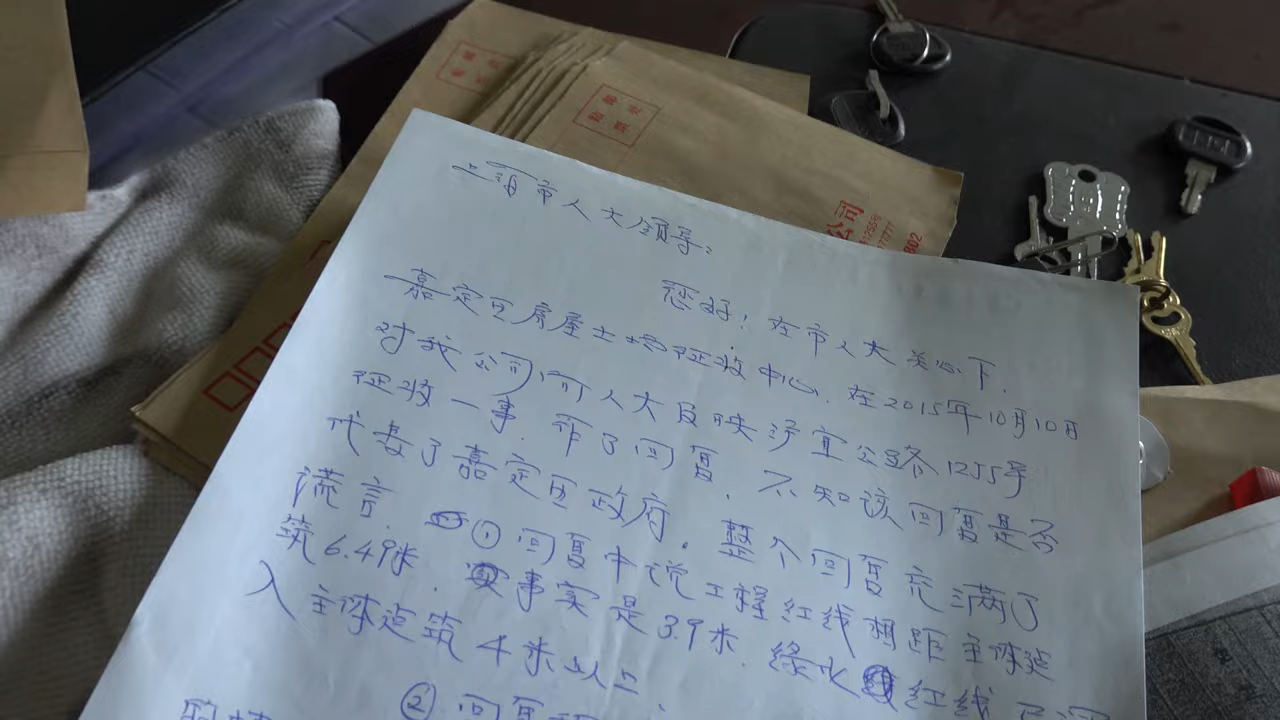 上海市人大领导：
您好！在市人大关心下，
嘉定区房屋土地征收中心，在2015年10月10日
对我公司向人大反映沪宜公路1255号
征收一事，作了回复，不知该回复是否
代表了嘉定区政府，整个回复充满了
谎言，①回复中说工程红线相距主体建
筑6.49米，事实是3.9米，绿化红线已深
入主体建筑4米以上
②回复
公司
802